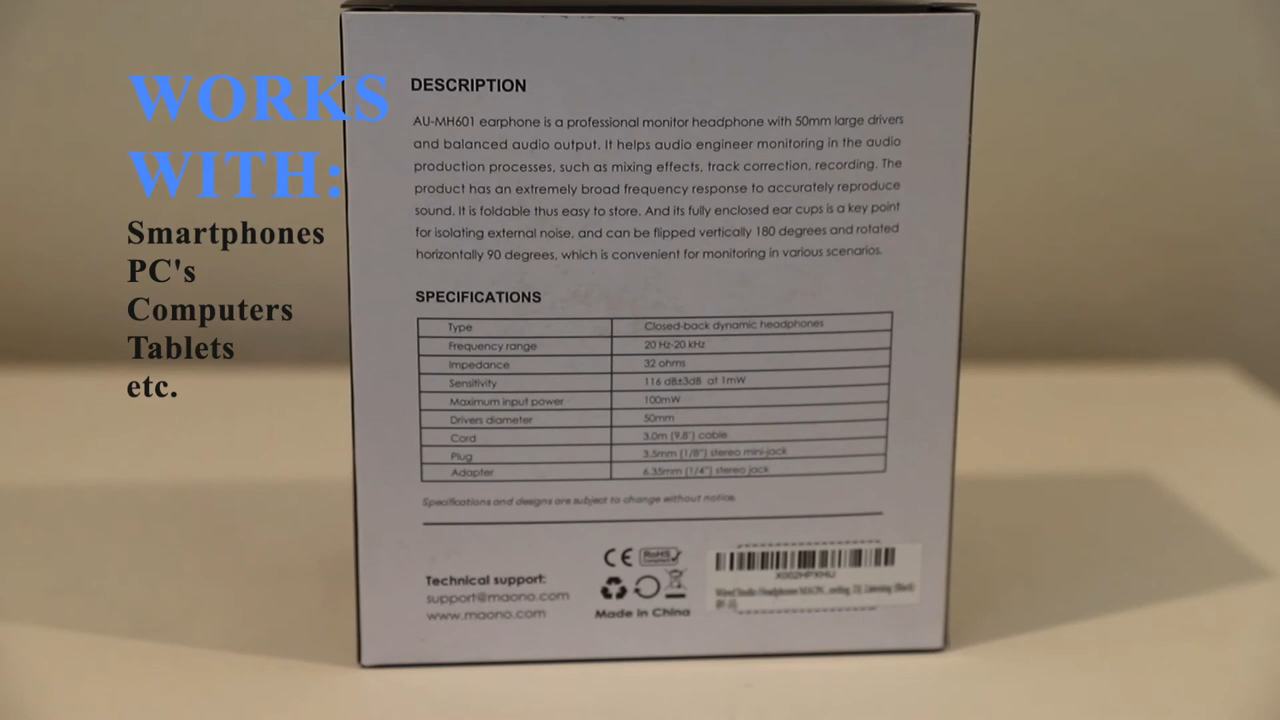 WORKS
WITH:
Smartphones
PC's
Computers
Tablets
etc.
DESCRIPTION
AU-MH601 earphone is a professional monitor headphone with 50mm large drivers
and balanced audio output. It helps audio engineer monitoring in the audio
production processes, such as mixing effects, track correction, recording. The
product has an extremely broad frequency response to accurately reproduce
sound. It is foldable thus easy to store. And its fully enclosed ear cups is a key point
for isolating external noise, and can be flipped vertically 180 degrees and rotated
horizontally 90 degrees, which is convenient for monitoring in various scenarios.
SPECIFICATIONS
Type Closed-back dynamic headphones
Frequency range 20 Hz-20 kHz
Impedance 32 ohms
Sensitivity 116 dB±3dB at 1mW
Maximum input power 100mW
Drivers diameter 50mm
Cord 3.0m (9.8') cable
Plug 3.5mm (1/8") stereo mini-jack
Adapter 6.35mm (1/4") stereo jack
Specifications and designs are subject to change without notice.
Technical support:
support@maono.com
www.maono.com
CE RoHS
Made in China
Wired Studio Headphones MAON
Listening (Black)